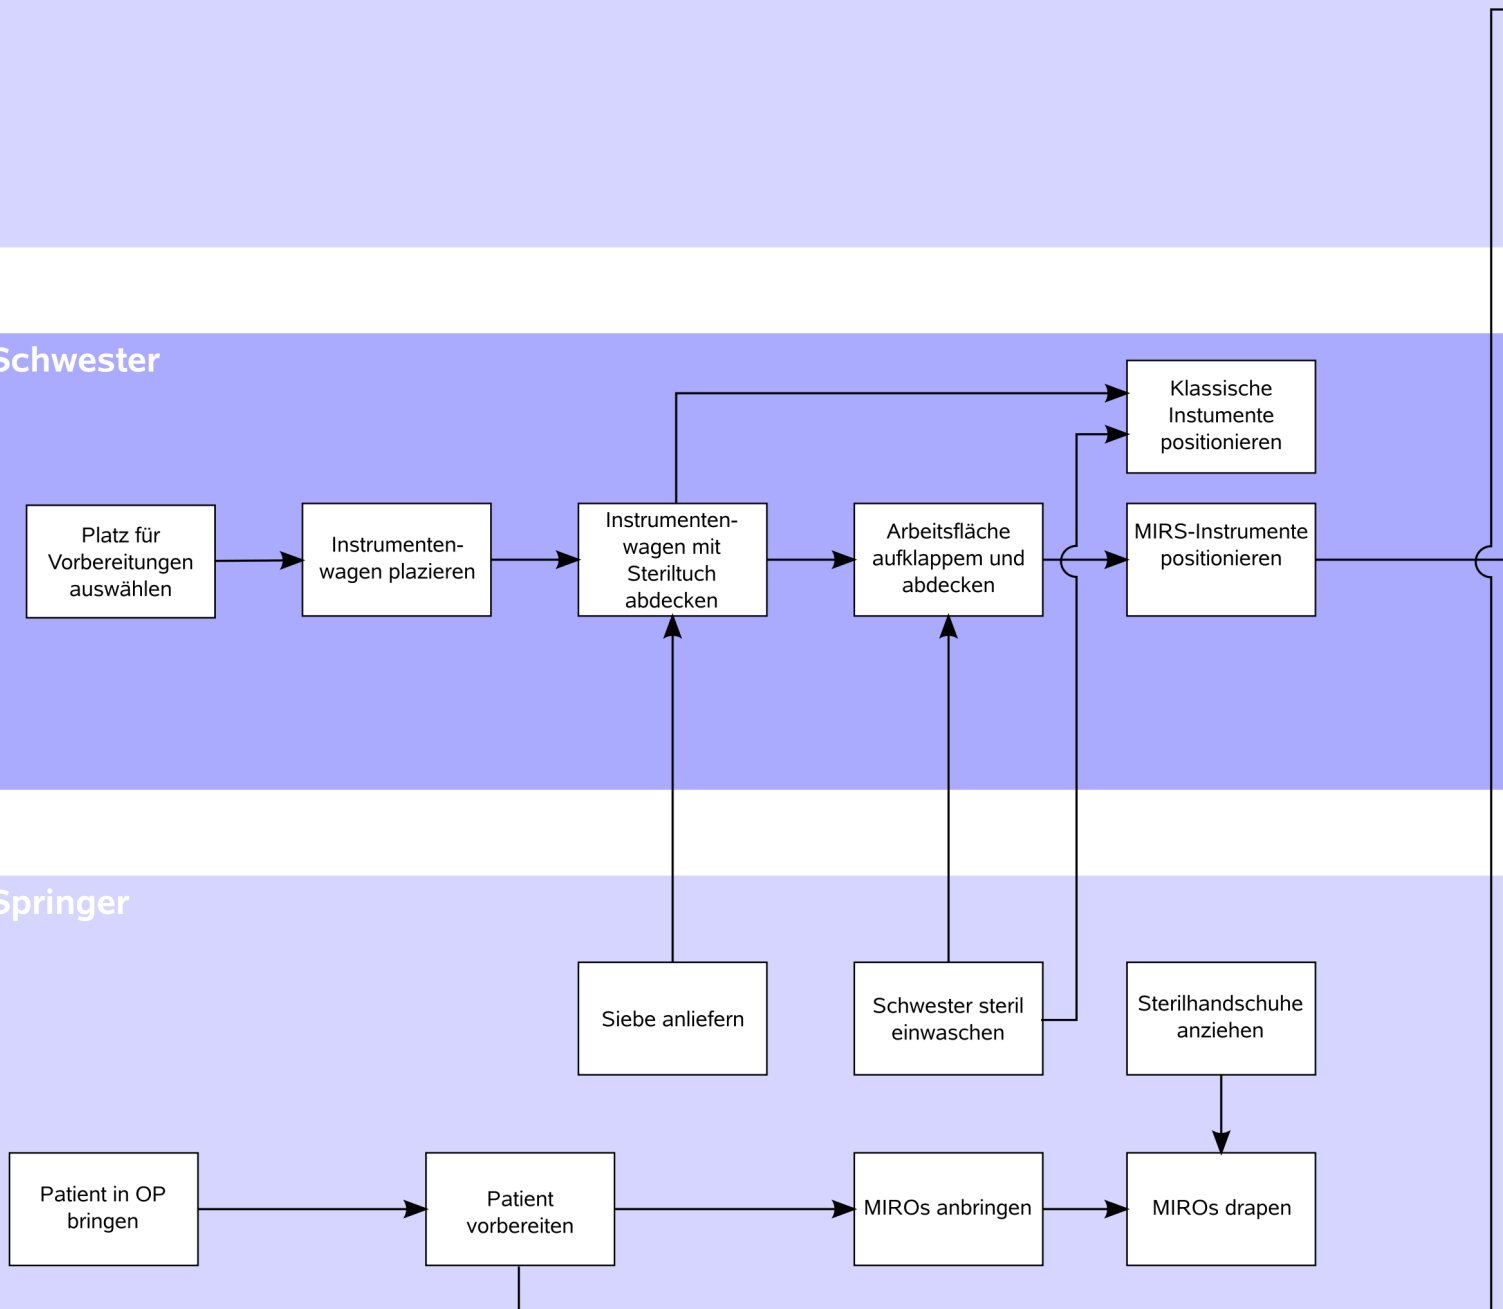 Schwester
Klassische
Instumente
positionieren
Platz für
Vorbereitungen
auswählen
Instrumenten-
wagen plazieren
Instrumenten-
wagen mit
Steriltuch
abdecken
Arbeitsfläche
aufklappem und
abdecken
MIRS-Instrumente
positionieren
Springer
Siebe anliefern
Schwester steril
einwaschen
Sterilhandschuhe
anziehen
Patient in OP
bringen
Patient
vorbereiten
MIROs anbringen
MIROs drapen